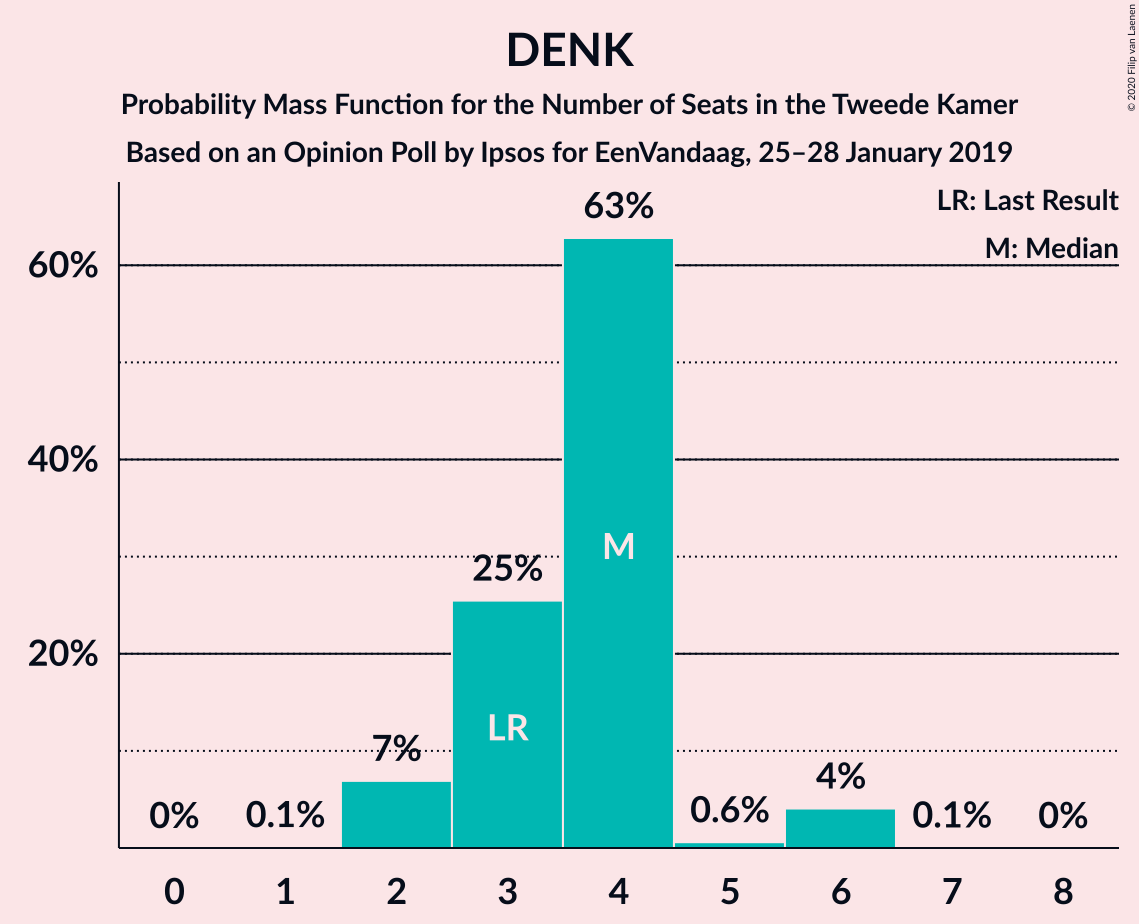 DENK
Probability Mass Function for the Number of Seats in the Tweede Kamer
Based on an Opinion Poll by Ipsos for EenVandaag, 25–28 January 2019
© 2020 Filip van Laenen
LR: Last Result
M: Median
60%
40%
20%
0%
0.1%
7%
25%
63%
0.6%
4%
0.1%
0%
LR
M
0 1 2 3 4 5 6 7 8